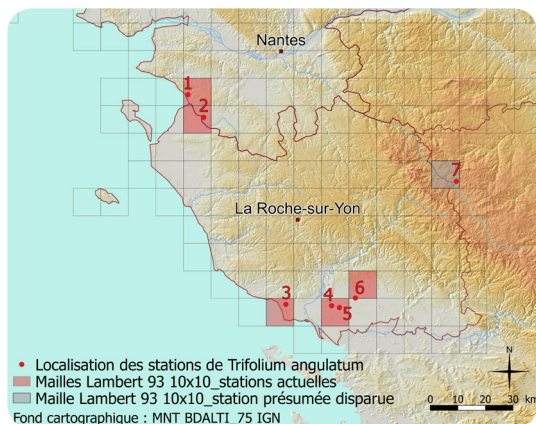 Nantes
1
2
7
La Roche-sur-Yon
6
3
4
5
• Localisation des stations de Trifolium angulatum
Mailles Lambert 93 10x10_stations actuelles
Maille Lambert 93 10x10_station présumée disparue
Fond cartographique : MNT BDALTI_75 IGN
N
0 10 20 30 km